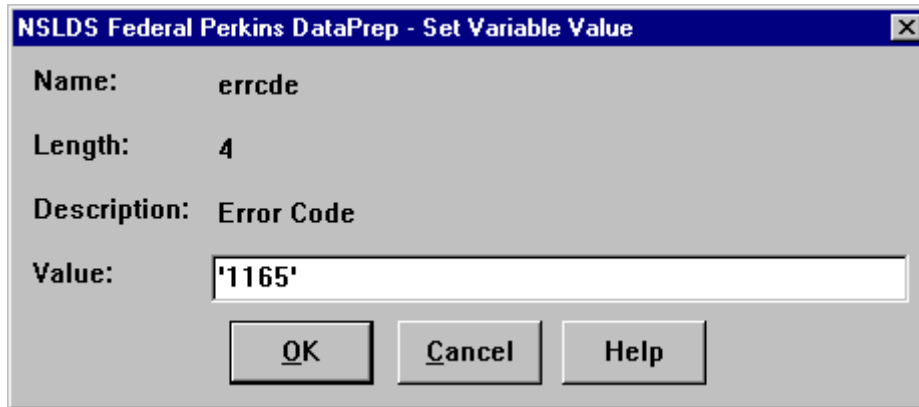 NSLDS Federal Perkins DataPrep - Set Variable Value
Name: errcde
Length: 4
Description: Error Code
Value: '1165'
OK Cancel Help